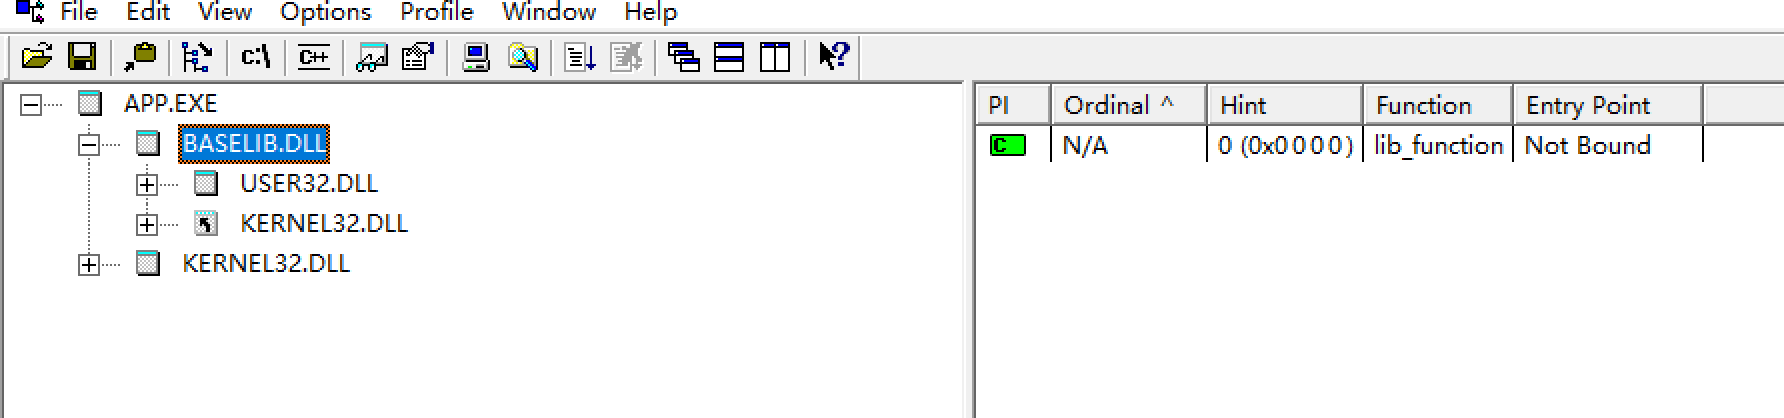 File Edit View Options Profile Window Help
c:\ C++
APP.EXE
BASELIB.DLL
USER32.DLL
KERNEL32.DLL
KERNEL32.DLL
PI Ordinal ^ Hint Function Entry Point
C N/A 0 (0x0000) lib_function Not Bound